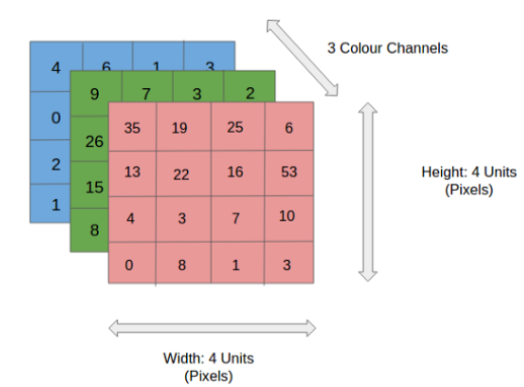 3 Colour Channels
4 6 1 3
9 7 3 2
0
26
2
15
1
8
35 19 25 6
13 22 16 53
4 3 7 10
0 8 1 3
Height: 4 Units
(Pixels)
Width: 4 Units
(Pixels)